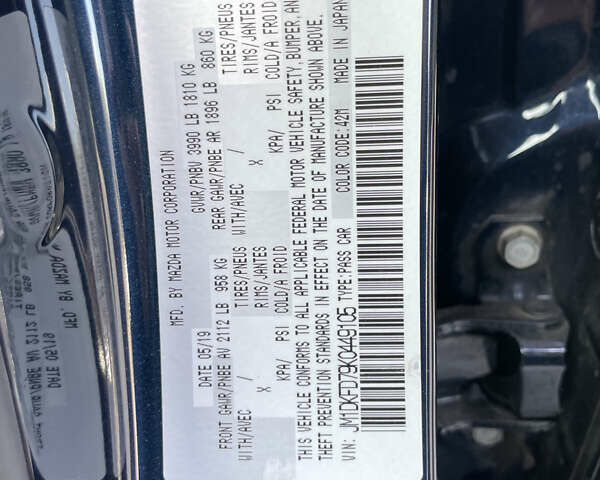 MFD. BY MAZDA MOTOR CORPORATION
DATE 05/19 GVWR/PNBV 3990 LB 1810 KG
FRONT GAWR/PNBE AV 2112 LB 958 KG REAR GAWR/PNBE AR 1896 LB 860 KG
WITH/AVEC TIRES/PNEUS WITH/AVEC TIRES/PNEUS
/ X RIMS/JANTES / X RIMS/JANTES
KPA/ PSI COLD/A FROID KPA/ PSI COLD/A FROID
THIS VEHICLE CONFORMS TO ALL APPLICABLE FEDERAL MOTOR VEHICLE SAFETY, BUMPER, AN
THEFT PREVENTION STANDARDS IN EFFECT ON THE DATE OF MANUFACTURE SHOWN ABOVE.
VIN: JM1DKFD79K0449105 TYPE:PASS CAR COLOR CODE:42M MADE IN JAPAN